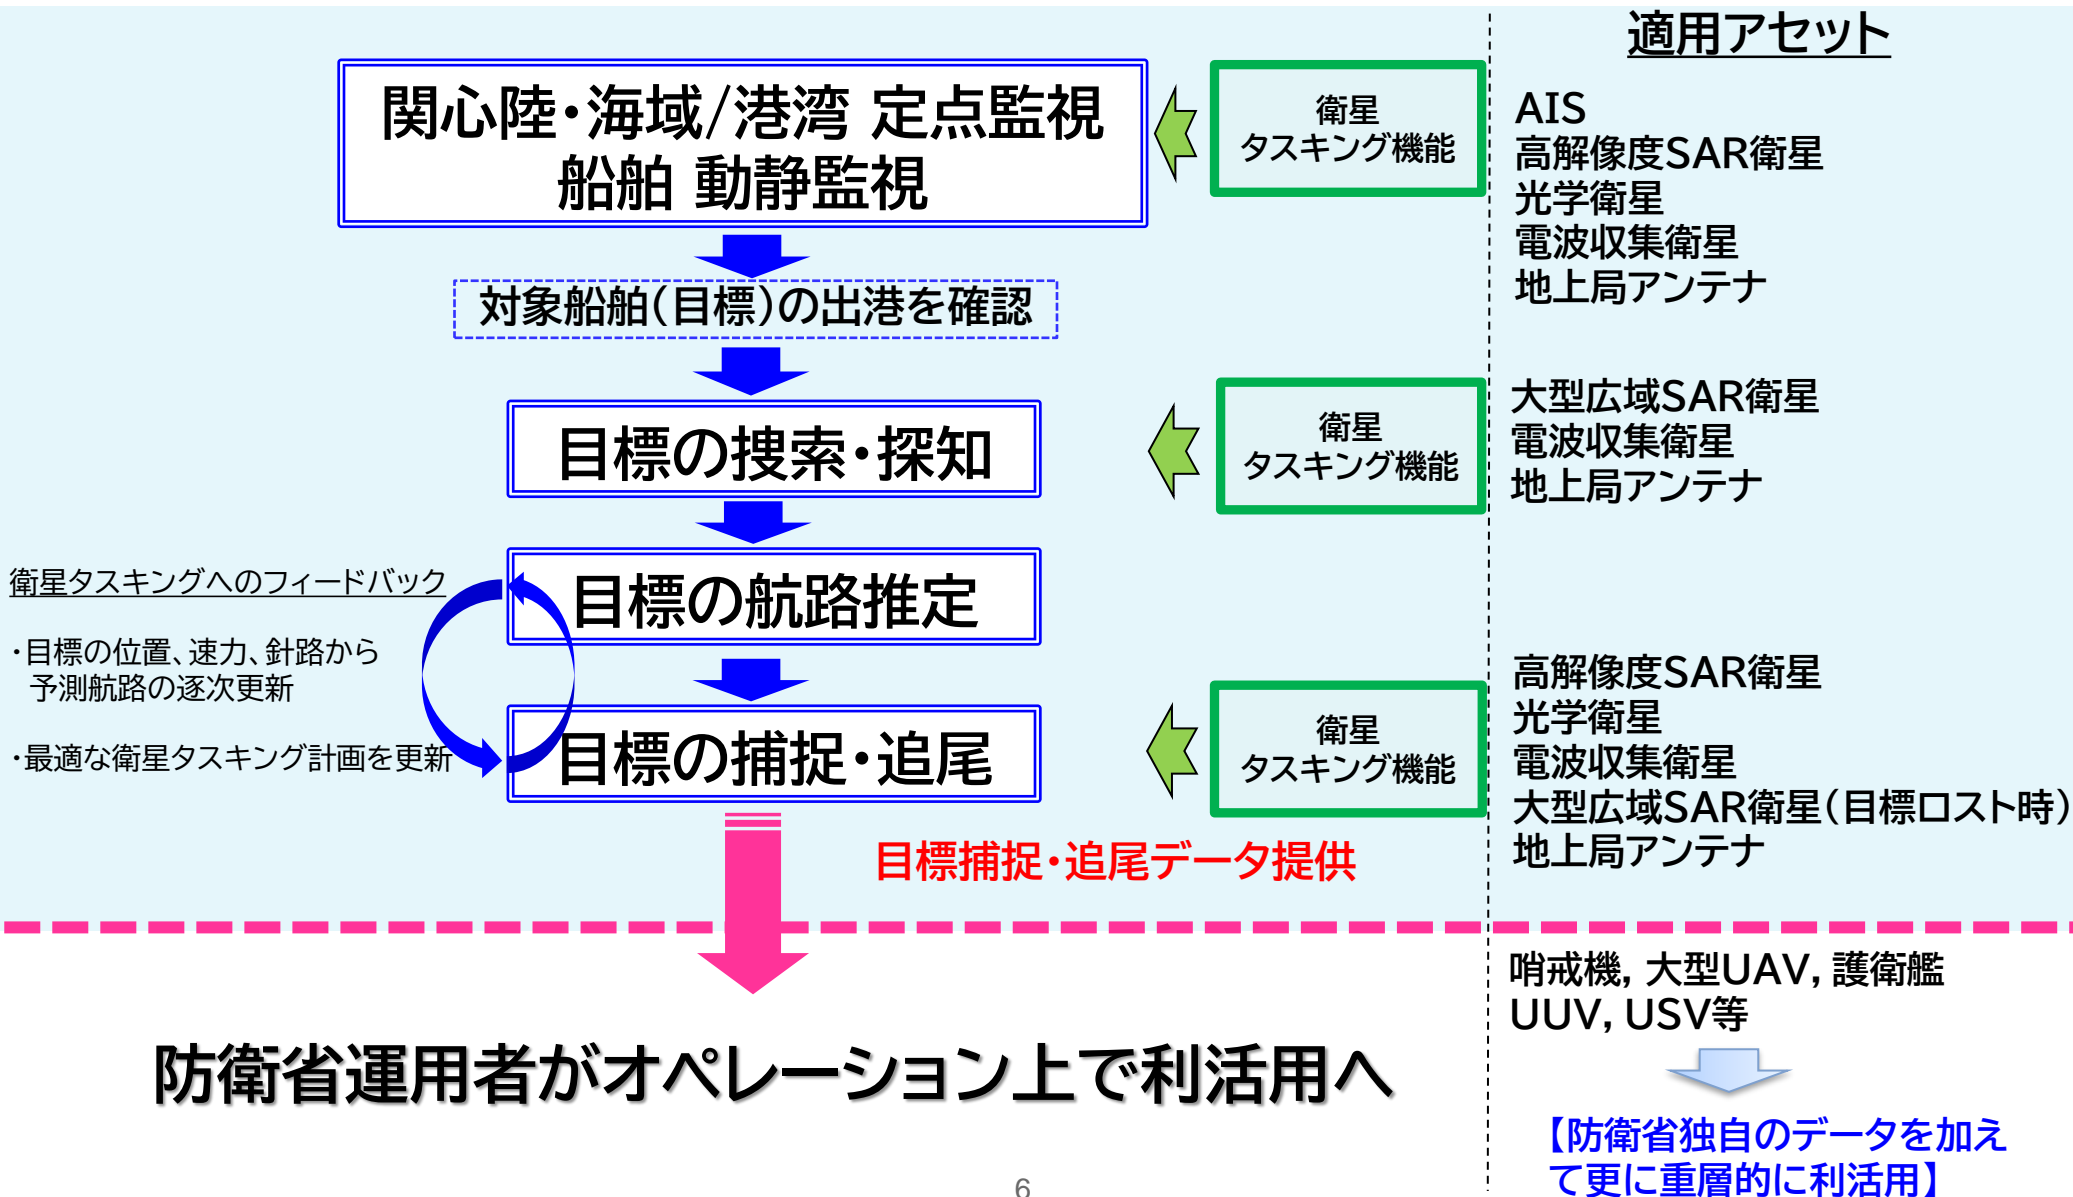 適用アセット
関心陸・海域/港湾 定点監視
船舶 動静監視
衛星
タスキング機能
AIS
高解像度SAR衛星
光学衛星
電波収集衛星
地上局アンテナ
対象船舶(目標)の出港を確認
目標の捜索・探知
衛星
タスキング機能
大型広域SAR衛星
電波収集衛星
地上局アンテナ
衛星タスキングへのフィードバック
・目標の位置、速力、針路から
予測航路の逐次更新
・最適な衛星タスキング計画を更新
目標の航路推定
目標の捕捉・追尾
衛星
タスキング機能
高解像度SAR衛星
光学衛星
電波収集衛星
大型広域SAR衛星(目標ロスト時)
地上局アンテナ
目標捕捉・追尾データ提供
哨戒機, 大型UAV, 護衛艦
UUV, USV等
防衛省運用者がオペレーション上で利活用へ
【防衛省独自のデータを加え
て更に重層的に利活用】
6